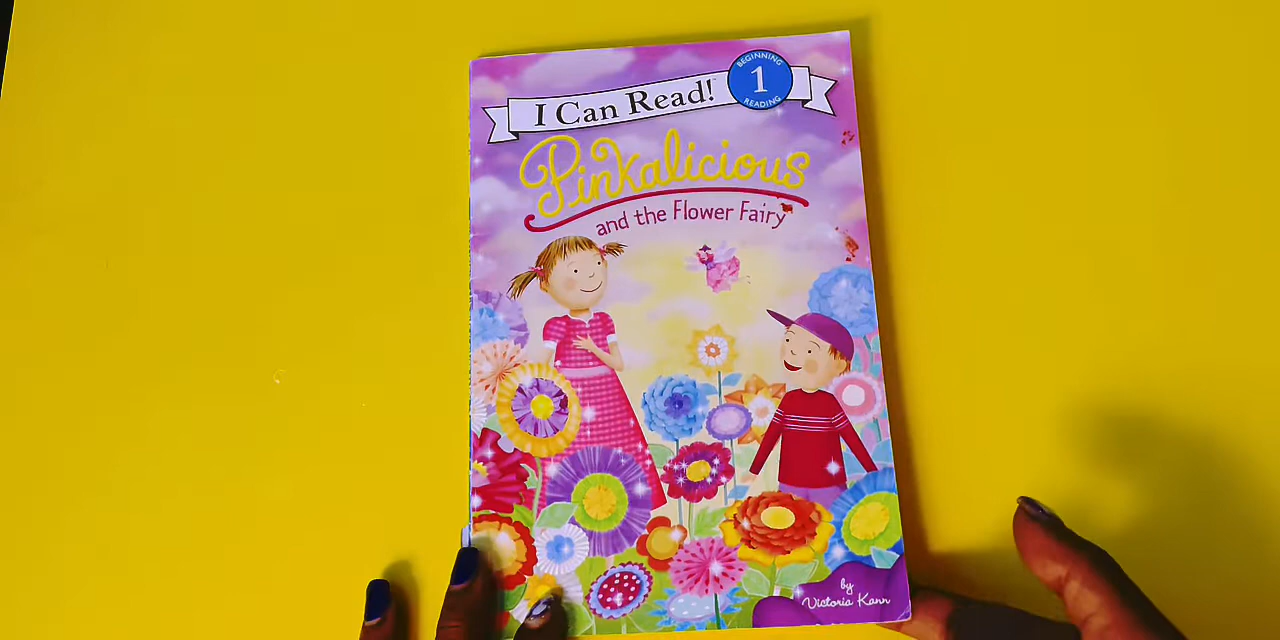 BEGINNING
I Can Read! 1
READING
Pinkalicious
and the Flower Fairy
by
Victoria Kann